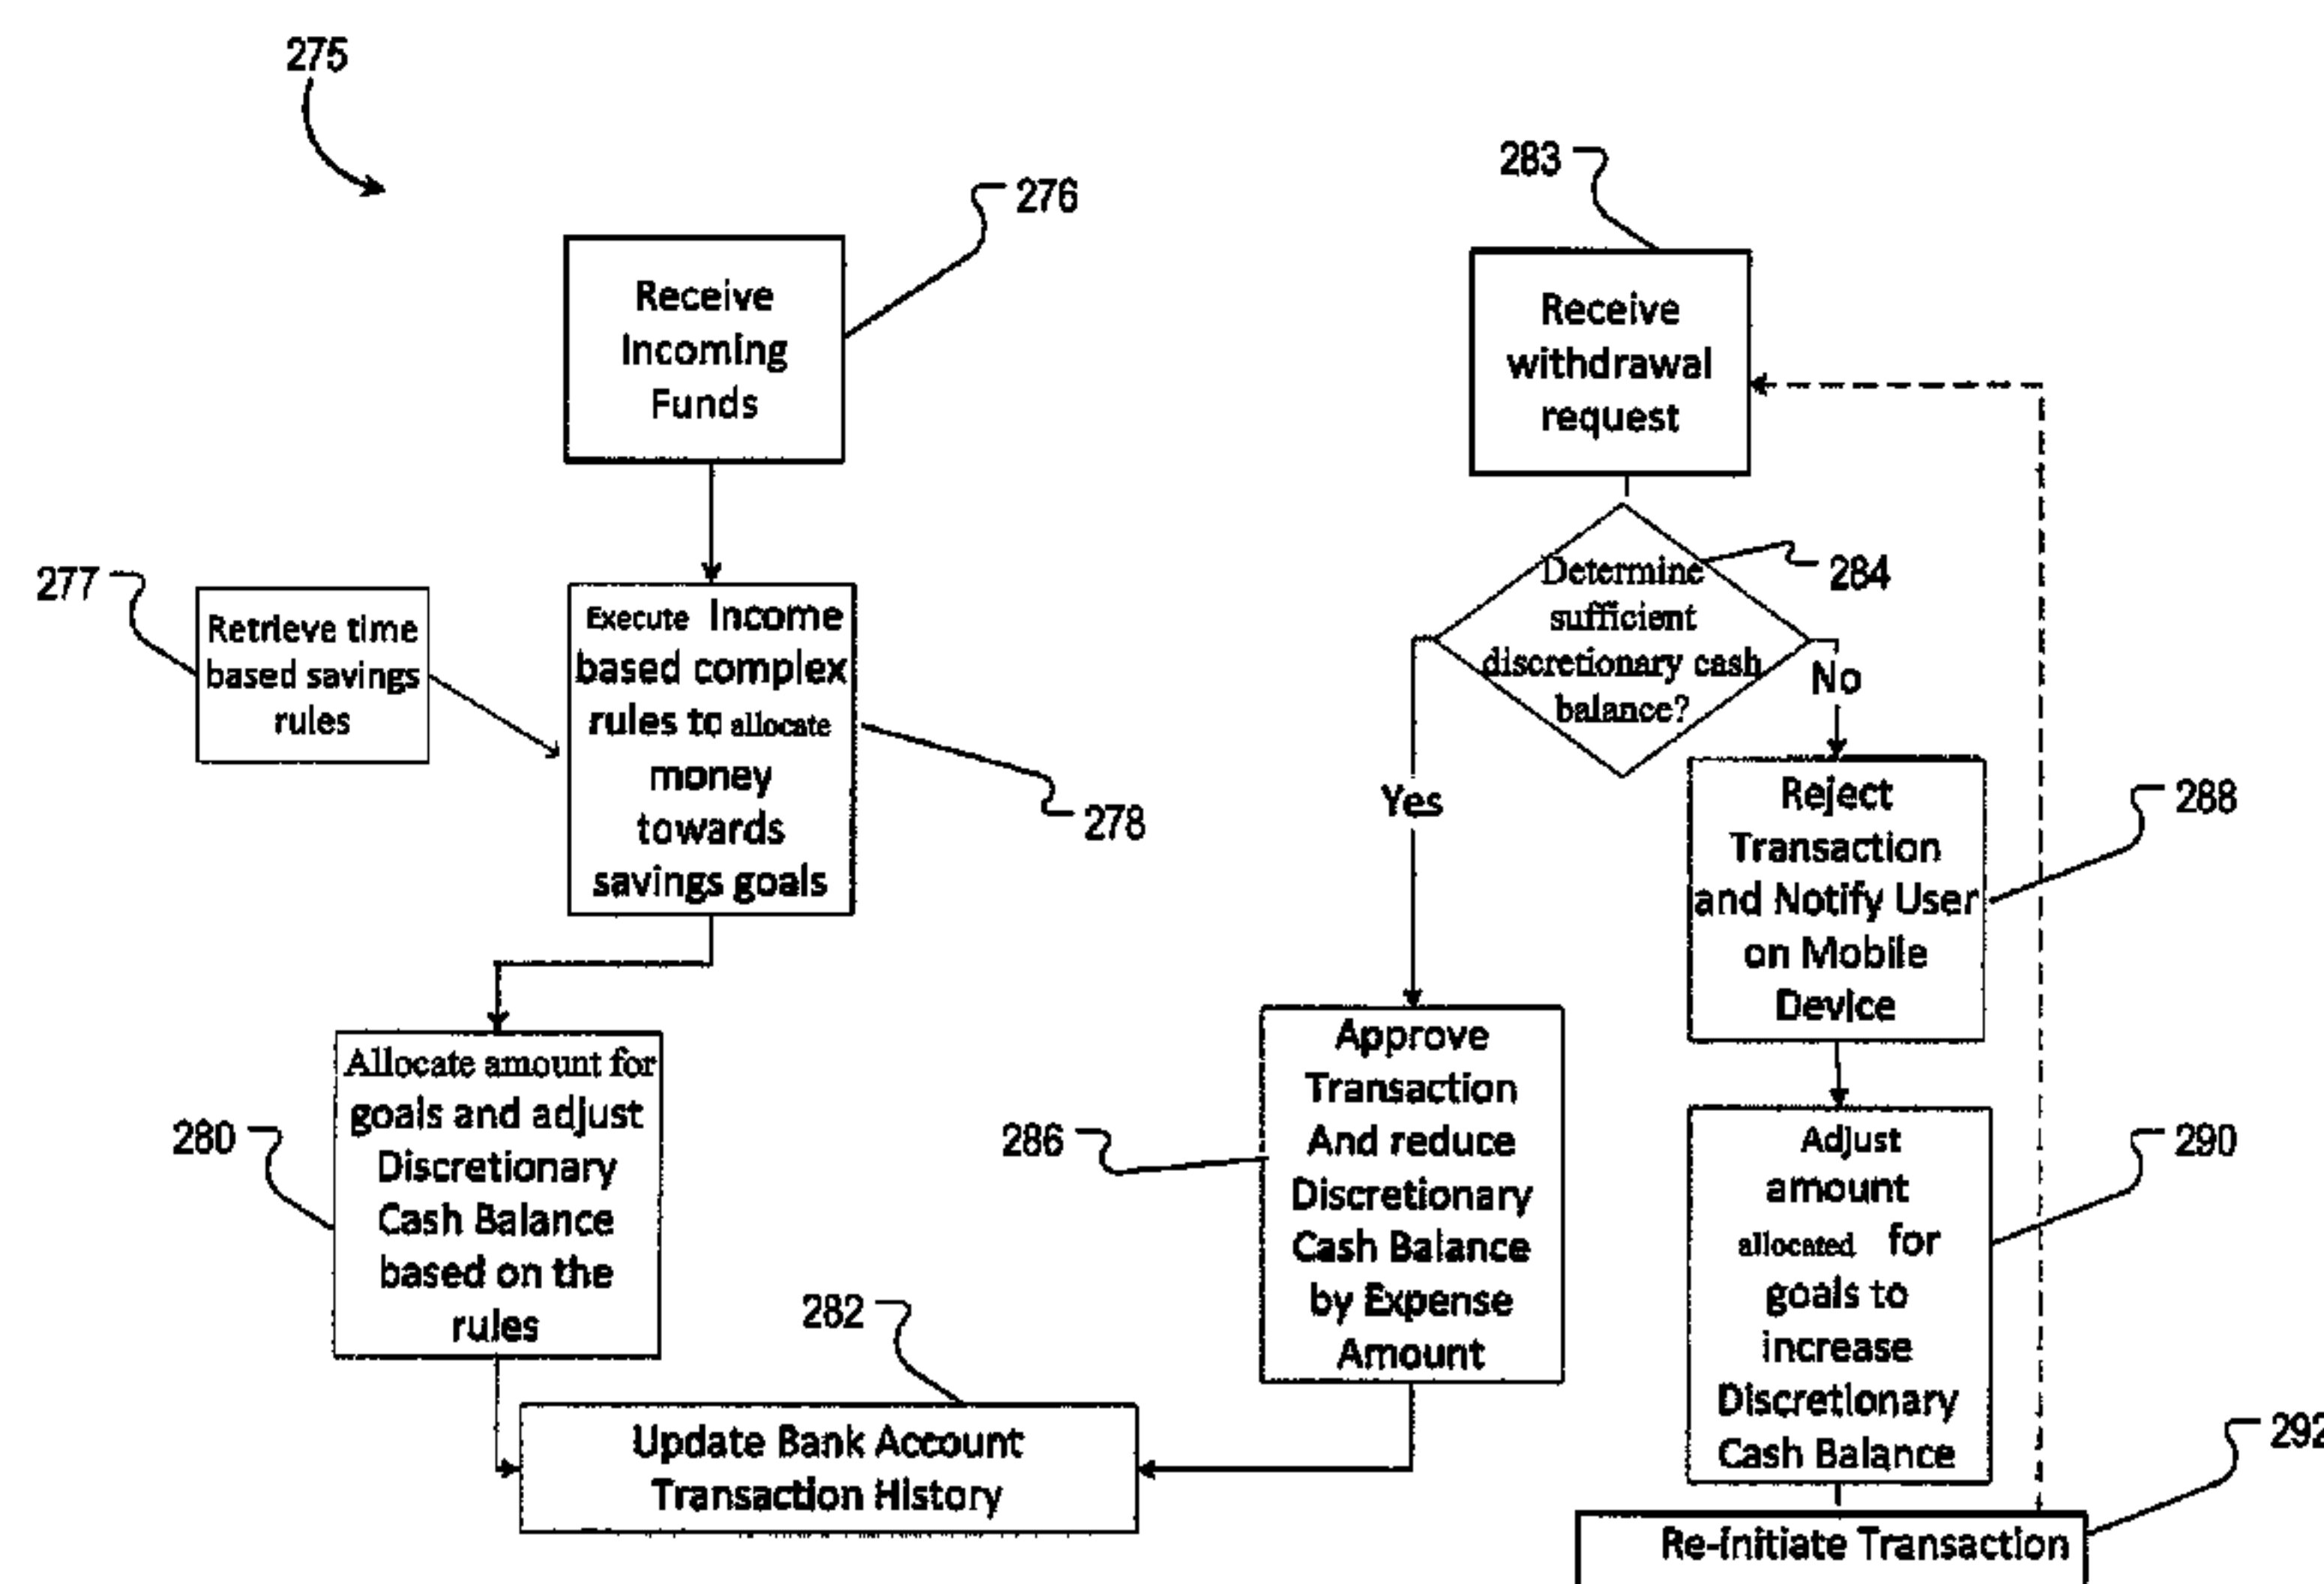 275
276
Receive
Incoming
Funds
277
Retrieve time
based savings
rules
Execute Income
based complex
rules to allocate
money
towards
savings goals
278
280
Allocate amount for
goals and adjust
Discretionary
Cash Balance
based on the
rules
282
Update Bank Account
Transaction History
283
Receive
withdrawal
request
284
Determine
sufficient
discretionary cash
balance?
Yes
No
286
Approve
Transaction
And reduce
Discretionary
Cash Balance
by Expense
Amount
288
Reject
Transaction
and Notify User
on Mobile
Device
290
Adjust
amount
allocated for
goals to
increase
Discretionary
Cash Balance
292
Re-Initiate Transaction